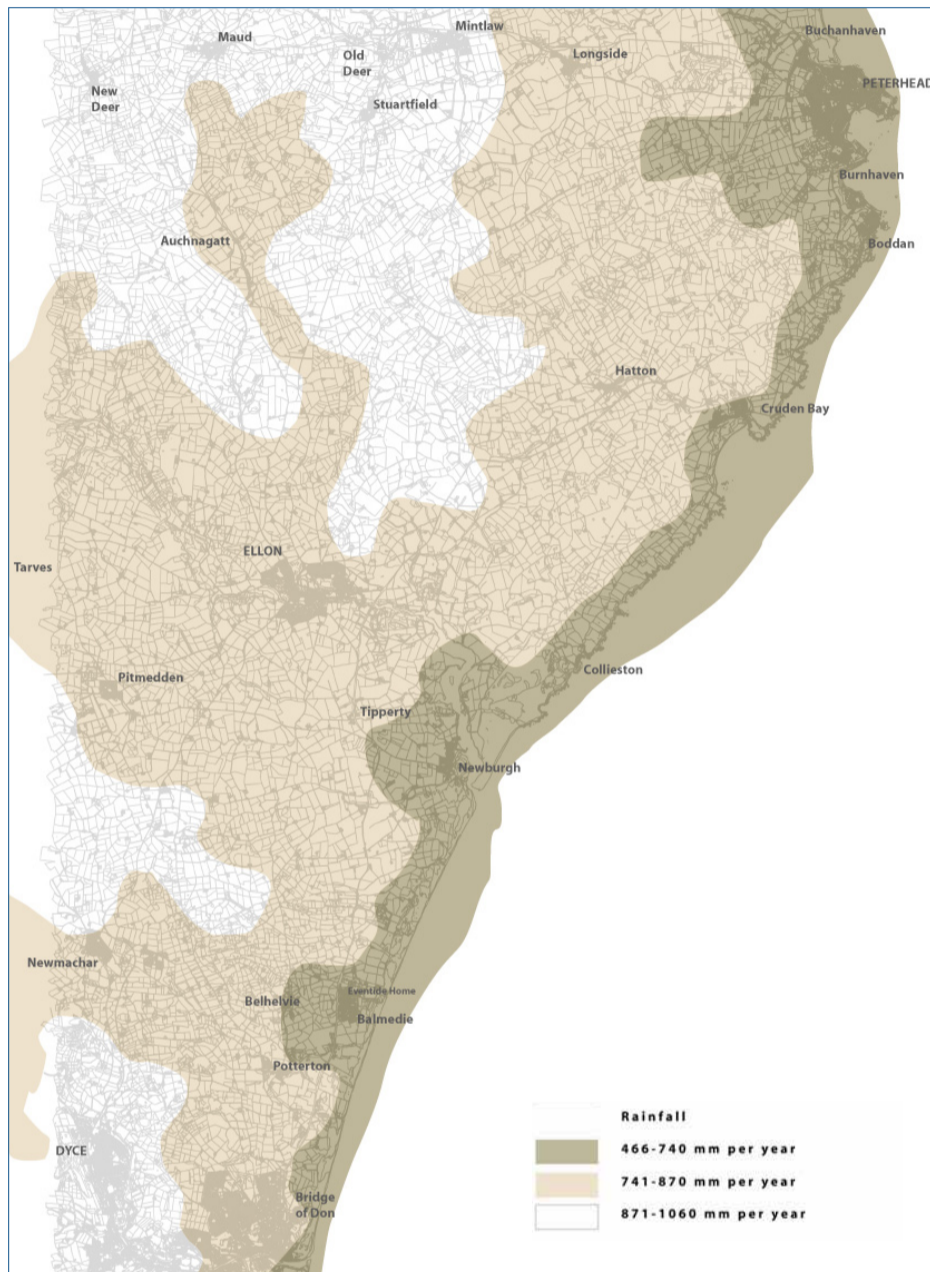 Mintlaw
Buchanhaven
Maud
Old
Deer
Longside
New
Deer
PETERHEAD
Stuartfield
Burnhaven
Auchnagatt
Boddan
Hatton
Cruden Bay
ELLON
Tarves
Collieston
Pitmedden
Tipperty
Newburgh
Newmachar
Eventide Home
Belhelvie
Balmedie
Potterton
Rainfall
DYCE
466-740 mm per year
741-870 mm per year
Bridge
of Don
871-1060 mm per year